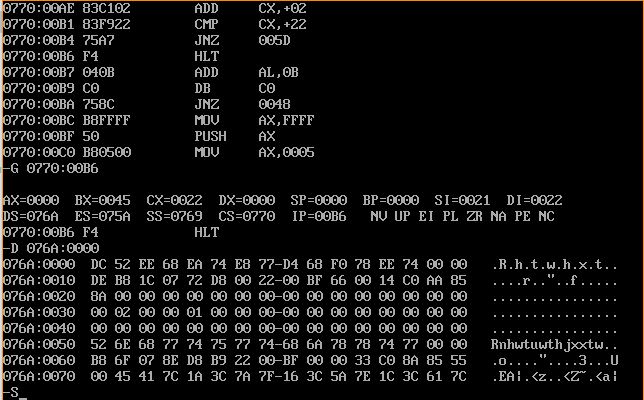 0770:00AE 83C102 ADD CX,+02
0770:00B1 83F922 CMP CX,+22
0770:00B4 75A7 JNZ 005D
0770:00B6 F4 HLT
0770:00B7 040B ADD AL,0B
0770:00B9 C0 DB C0
0770:00BA 758C JNZ 0048
0770:00BC B8FFFF MOV AX,FFFF
0770:00BF 50 PUSH AX
0770:00C0 B80500 MOV AX,0005
-G 0770:00B6
AX=0000 BX=0045 CX=0022 DX=0000 SP=0000 BP=0000 SI=0021 DI=0022
DS=076A ES=075A SS=0769 CS=0770 IP=00B6 NV UP EI PL ZR NA PE NC
0770:00B6 F4 HLT
-D 076A:0000
076A:0000 DC 52 EE 68 EA 74 E8 77-D4 68 F0 78 EE 74 00 00 .R.h.t.w.h.x.t..
076A:0010 DE B8 1C 07 72 D8 00 22-00 BF 66 00 14 C0 AA 85 ....r.."..f.....
076A:0020 8A 00 00 00 00 00 00 00-00 00 00 00 00 00 00 00 ................
076A:0030 00 02 00 00 01 00 00 00-00 00 00 00 00 00 00 00 ................
076A:0040 00 00 00 00 00 00 00 00-00 00 00 00 00 00 00 00 ................
076A:0050 52 6E 68 77 74 75 77 74-68 6A 78 78 74 77 00 00 Rnhwtuwthjxxtw..
076A:0060 B8 6F 07 8E D8 B9 22 00-BF 00 00 33 C0 8A 85 55 .o...."....3...U
076A:0070 00 45 41 7C 1A 3C 7A 7F-16 3C 5A 7E 1C 3C 61 7C .EA|.<z..<Z~.<a|
-S_